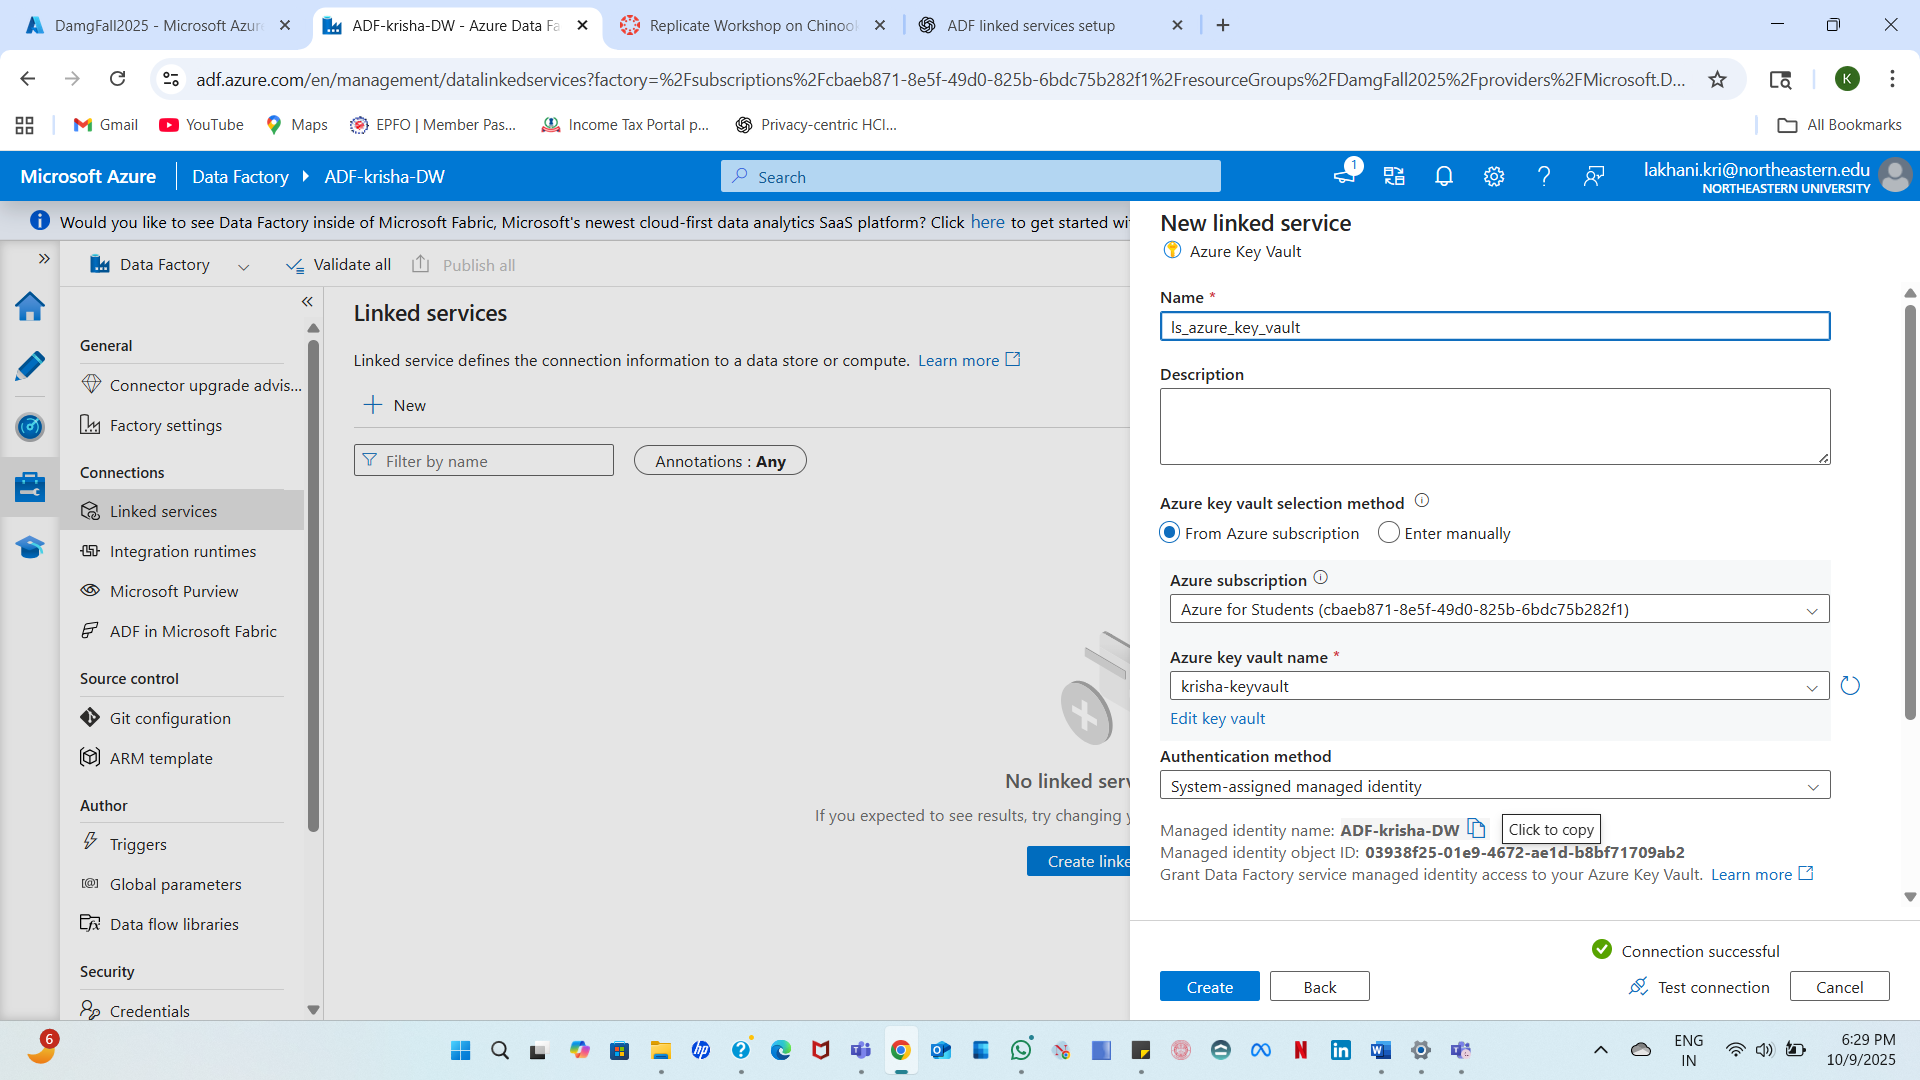 DamgFall2025 - Microsoft Azure
ADF-krisha-DW - Azure Data Fa
Replicate Workshop on Chinook
ADF linked services setup
adf.azure.com/en/management/datalinkedservices?factory=%2Fsubscriptions%2Fcbaeb871-8e5f-49d0-825b-6bdc75b282f1%2FresourceGroups%2FDamgFall2025%2Fproviders%2FMicrosoft.D...
K
Gmail
YouTube
Maps
EPFO | Member Pas...
Income Tax Portal p...
Privacy-centric HCI...
All Bookmarks
Microsoft Azure
Data Factory
ADF-krisha-DW
Search
1
lakhani.kri@northeastern.edu
NORTHEASTERN UNIVERSITY
Would you like to see Data Factory inside of Microsoft Fabric, Microsoft's newest cloud-first data analytics SaaS platform? Click here to get started wi
Data Factory
Validate all
Publish all
General
Connector upgrade advis...
Factory settings
Connections
Linked services
Integration runtimes
Microsoft Purview
ADF in Microsoft Fabric
Source control
Git configuration
ARM template
Author
Triggers
Global parameters
Data flow libraries
Security
Credentials
Linked services
Linked service defines the connection information to a data store or compute. Learn more
New
Filter by name
Annotations : Any
No linked serv
If you expected to see results, try changing y
Create linke
New linked service
Azure Key Vault
Name *
ls_azure_key_vault
Description
Azure key vault selection method
From Azure subscription
Enter manually
Azure subscription
Azure for Students (cbaeb871-8e5f-49d0-825b-6bdc75b282f1)
Azure key vault name *
krisha-keyvault
Edit key vault
Authentication method
System-assigned managed identity
Managed identity name: ADF-krisha-DW
Click to copy
Managed identity object ID: 03938f25-01e9-4672-ae1d-b8bf71709ab2
Grant Data Factory service managed identity access to your Azure Key Vault. Learn more
Connection successful
Create
Back
Test connection
Cancel
6
ENG
IN
6:29 PM
10/9/2025